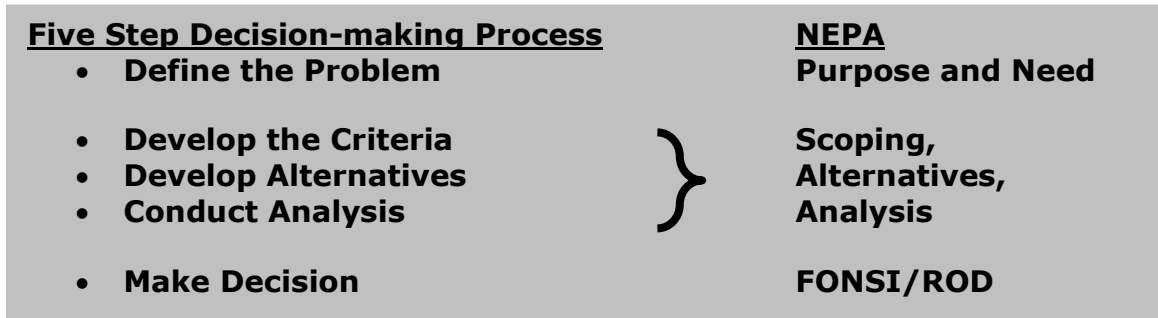 Five Step Decision-making Process NEPA
• Define the Problem Purpose and Need
• Develop the Criteria Scoping,
• Develop Alternatives Alternatives,
• Conduct Analysis Analysis
• Make Decision FONSI/ROD